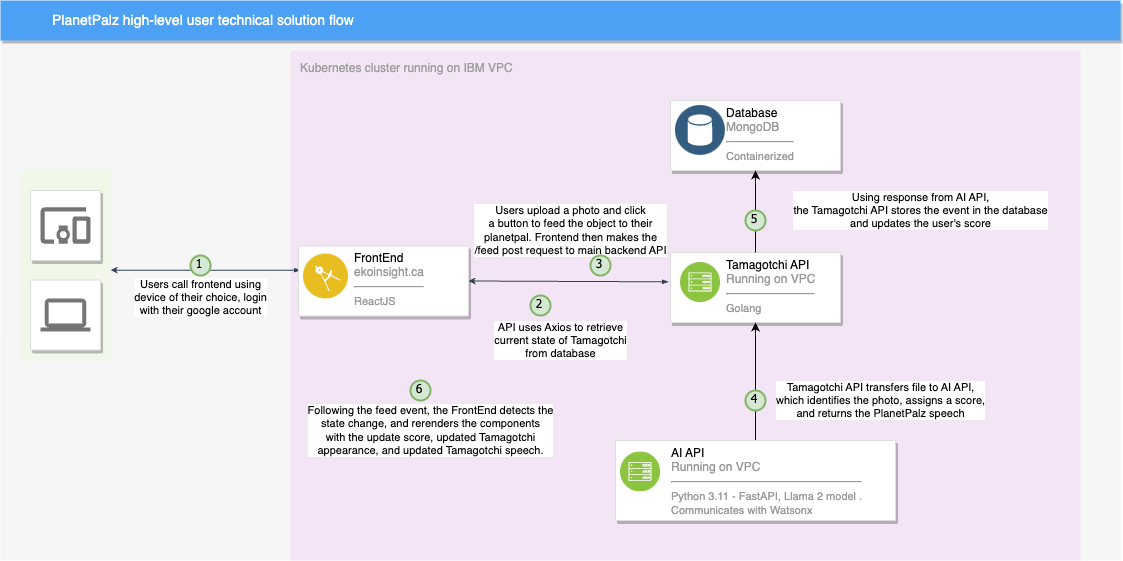 PlanetPalz high-level user technical solution flow
Kubernetes cluster running on IBM VPC
Database
MongoDB
Containerized
Using response from AI API,
the Tamagotchi API stores the event in the database
and updates the user's score
5
Users upload a photo and click
a button to feed the object to their
planetpal. Frontend then makes the
/feed post request to main backend API
3
1
Users call frontend using
device of their choice, login
with their google account
FrontEnd
ekoinsight.ca
ReactJS
Tamagotchi API
Running on VPC
Golang
2
API uses Axios to retrieve
current state of Tamagotchi
from database
6
Following the feed event, the FrontEnd detects the
state change, and rerenders the components
with the update score, updated Tamagotchi
appearance, and updated Tamagotchi speech.
4
Tamagotchi API transfers file to AI API,
which identifies the photo, assigns a score,
and returns the PlanetPalz speech
AI API
Running on VPC
Python 3.11 - FastAPI, Llama 2 model .
Communicates with Watsonx